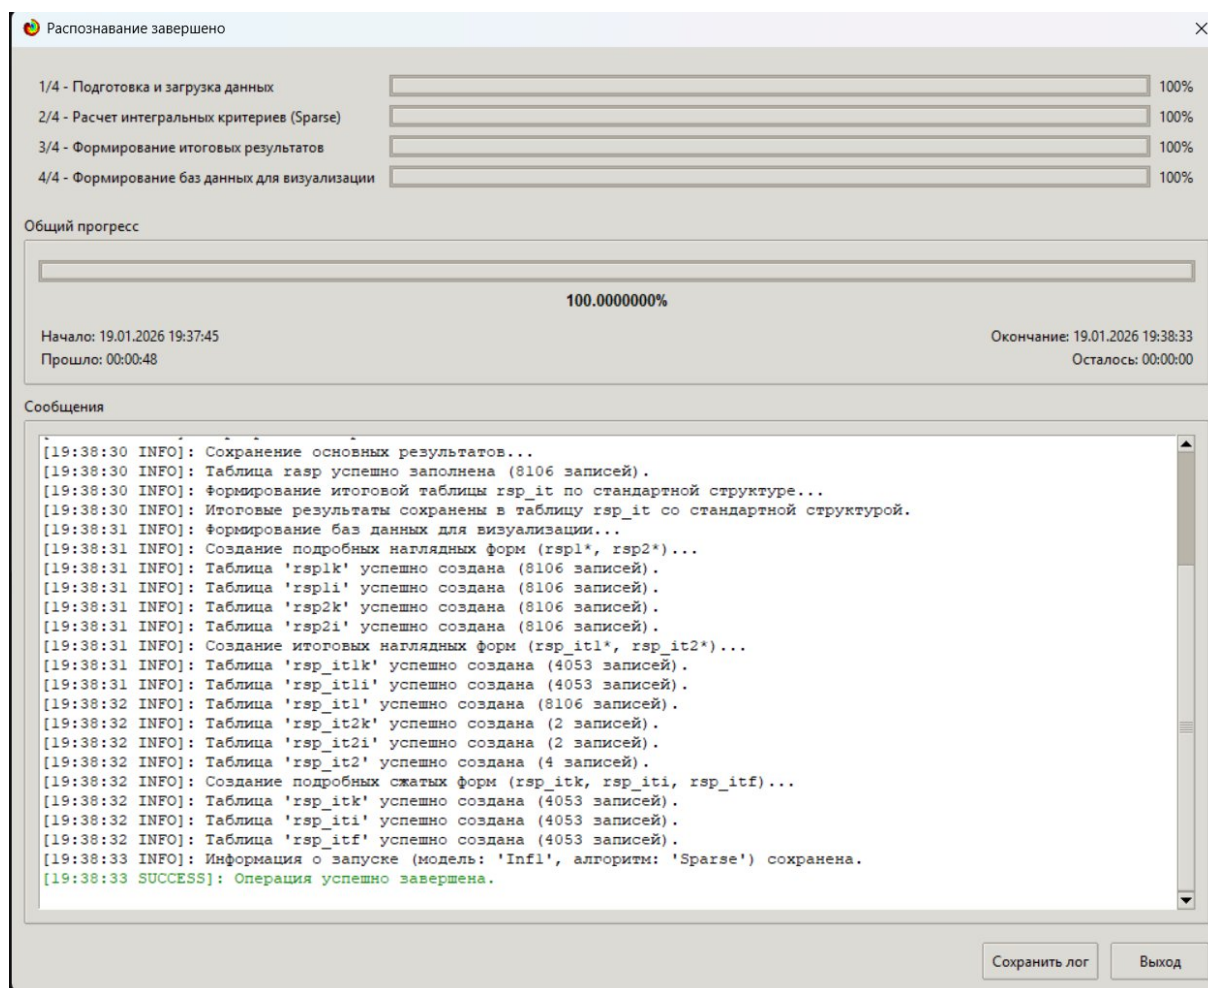 Распознавание завершено
1/4 - Подготовка и загрузка данных 100%
2/4 - Расчет интегральных критериев (Sparse) 100%
3/4 - Формирование итоговых результатов 100%
4/4 - Формирование баз данных для визуализации 100%
Общий прогресс
100.0000000%
Начало: 19.01.2026 19:37:45 Окончание: 19.01.2026 19:38:33
Прошло: 00:00:48 Осталось: 00:00:00
Сообщения
[19:38:30 INFO]: Сохранение основных результатов...
[19:38:30 INFO]: Таблица rasp успешно заполнена (8106 записей).
[19:38:30 INFO]: Формирование итоговой таблицы rsp_it по стандартной структуре...
[19:38:30 INFO]: Итоговые результаты сохранены в таблицу rsp_it со стандартной структурой.
[19:38:31 INFO]: Формирование баз данных для визуализации...
[19:38:31 INFO]: Создание подробных наглядных форм (rsp1*, rsp2*)...
[19:38:31 INFO]: Таблица 'rsp1k' успешно создана (8106 записей).
[19:38:31 INFO]: Таблица 'rsp1i' успешно создана (8106 записей).
[19:38:31 INFO]: Таблица 'rsp2k' успешно создана (8106 записей).
[19:38:31 INFO]: Таблица 'rsp2i' успешно создана (8106 записей).
[19:38:31 INFO]: Создание итоговых наглядных форм (rsp_it1*, rsp_it2*)...
[19:38:31 INFO]: Таблица 'rsp_it1k' успешно создана (4053 записей).
[19:38:31 INFO]: Таблица 'rsp_it1i' успешно создана (4053 записей).
[19:38:32 INFO]: Таблица 'rsp_it1' успешно создана (8106 записей).
[19:38:32 INFO]: Таблица 'rsp_it2k' успешно создана (2 записей).
[19:38:32 INFO]: Таблица 'rsp_it2i' успешно создана (2 записей).
[19:38:32 INFO]: Таблица 'rsp_it2' успешно создана (4 записей).
[19:38:32 INFO]: Создание подробных сжатых форм (rsp_itk, rsp_iti, rsp_itf)...
[19:38:32 INFO]: Таблица 'rsp_itk' успешно создана (4053 записей).
[19:38:32 INFO]: Таблица 'rsp_iti' успешно создана (4053 записей).
[19:38:32 INFO]: Таблица 'rsp_itf' успешно создана (4053 записей).
[19:38:33 INFO]: Информация о запуске (модель: 'Inf1', алгоритм: 'Sparse') сохранена.
[19:38:33 SUCCESS]: Операция успешно завершена.
Сохранить лог Выход